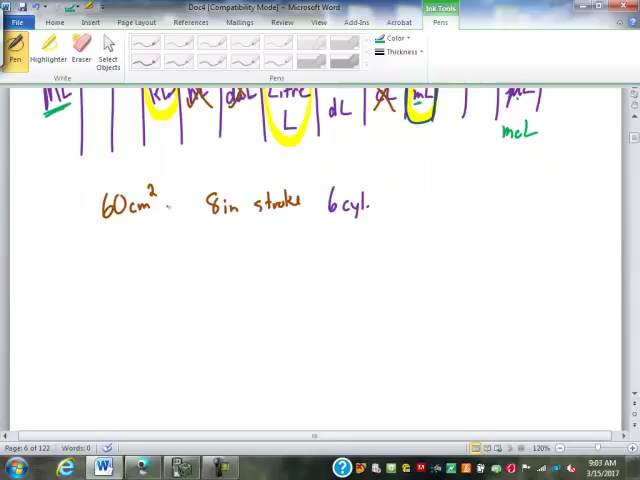 Doc4 [Compatibility Mode] - Microsoft Word
Ink Tools
File Home Insert Page Layout References Mailings Review View Add-Ins Acrobat Pens
Pen Highlighter Eraser Select Objects
Color
Thickness
Write Pens
ML KL daL Litre mL
L dL
mcL
60cm² 8in stroke 6cyl.
Page: 6 of 122 Words: 0 120%
9:03 AM
3/15/2017